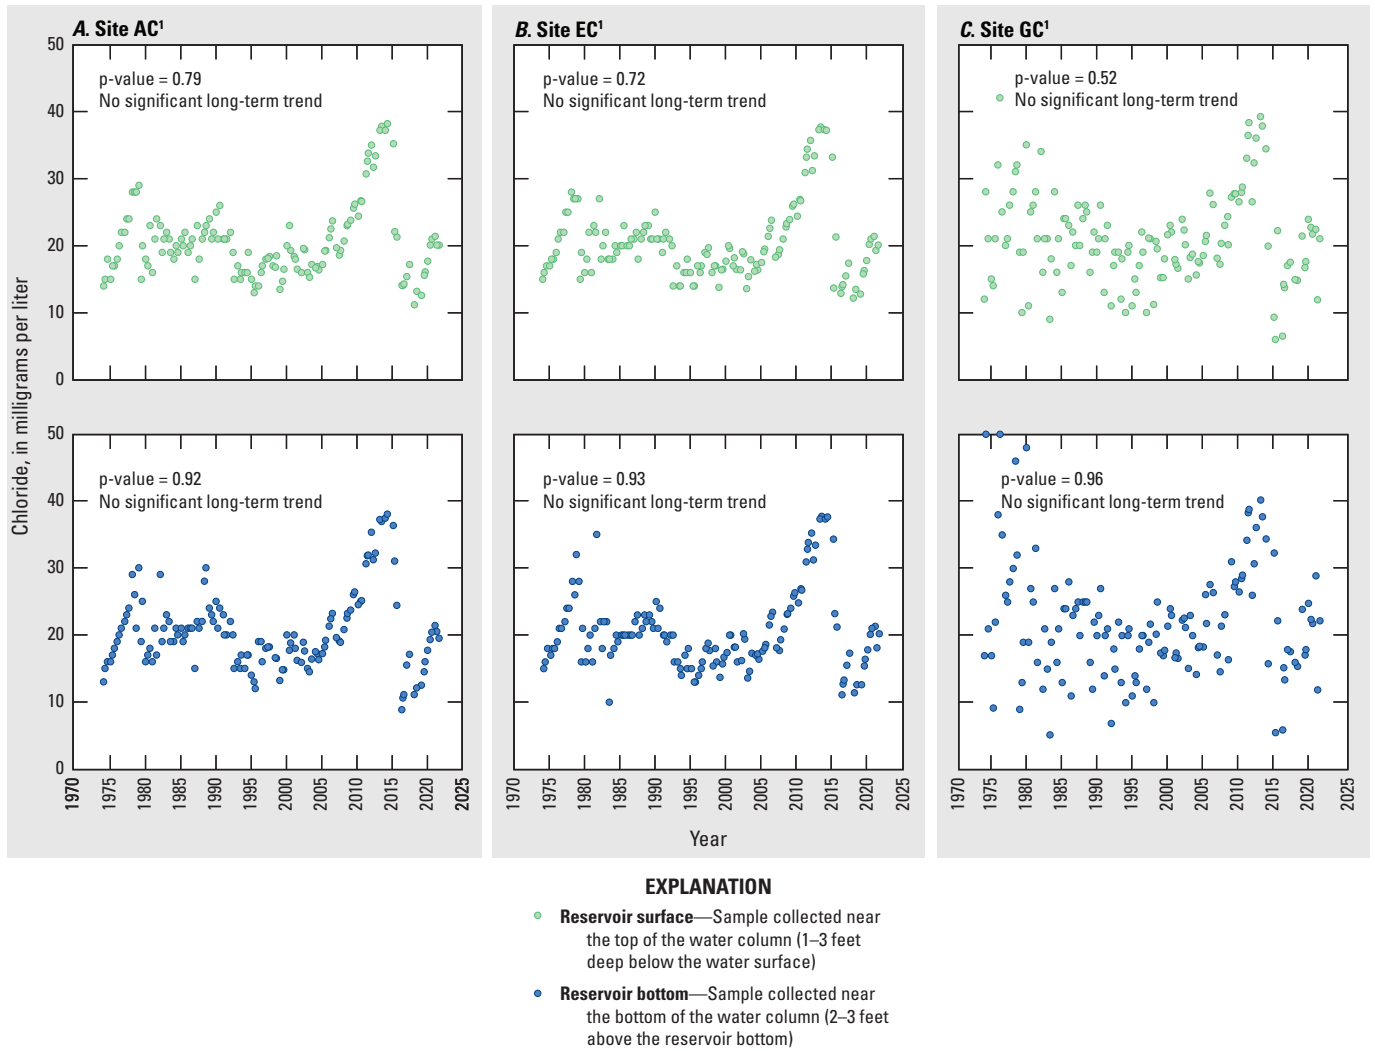 A. Site AC¹
B. Site EC¹
C. Site GC¹
50
40
30
20
10
0
p-value = 0.79
No significant long-term trend
p-value = 0.72
No significant long-term trend
p-value = 0.52
No significant long-term trend
Chloride, in milligrams per liter
50
40
30
20
10
0
p-value = 0.92
No significant long-term trend
p-value = 0.93
No significant long-term trend
p-value = 0.96
No significant long-term trend
1970 1975 1980 1985 1990 1995 2000 2005 2010 2015 2020 2025
1970 1975 1980 1985 1990 1995 2000 2005 2010 2015 2020 2025
1970 1975 1980 1985 1990 1995 2000 2005 2010 2015 2020 2025
Year
EXPLANATION
Reservoir surface—Sample collected near
the top of the water column (1–3 feet
deep below the water surface)
Reservoir bottom—Sample collected near
the bottom of the water column (2–3 feet
above the reservoir bottom)